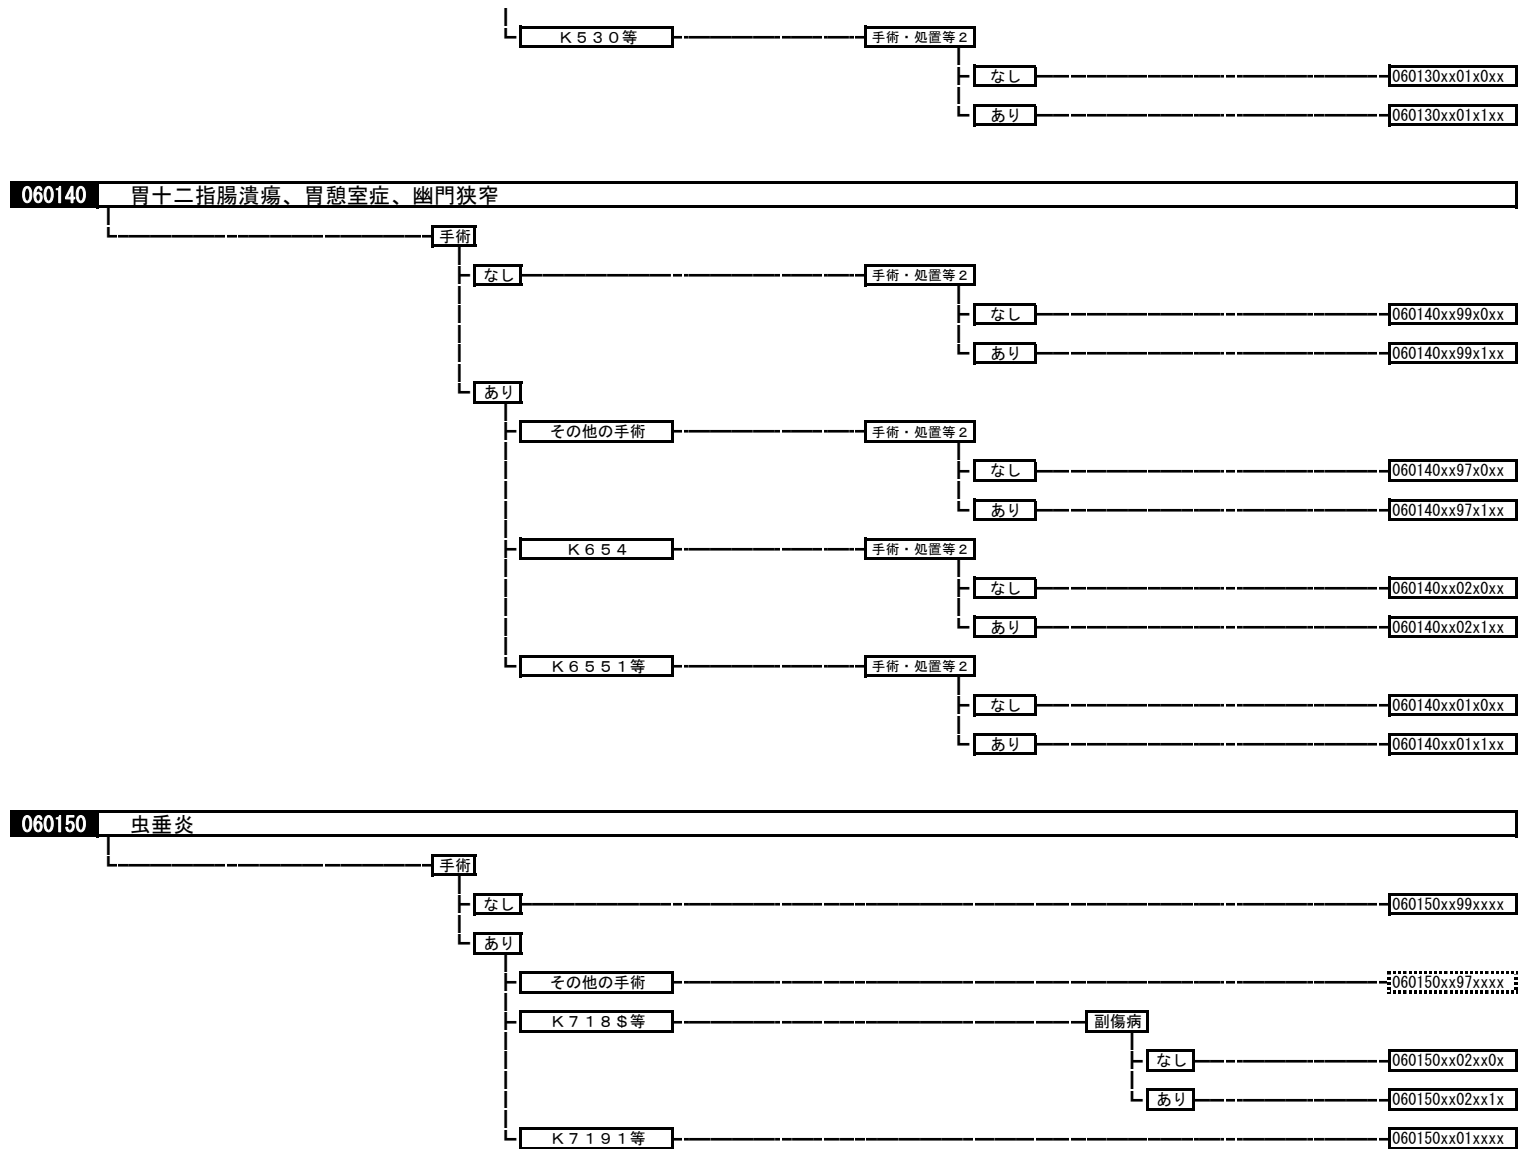 Ｋ５３０等 手術・処置等２
なし 060130xx01x0xx
あり 060130xx01x1xx
060140 胃十二指腸潰瘍、胃憩室症、幽門狭窄
手術
なし 手術・処置等２
なし 060140xx99x0xx
あり 060140xx99x1xx
あり
その他の手術 手術・処置等２
なし 060140xx97x0xx
あり 060140xx97x1xx
Ｋ６５４ 手術・処置等２
なし 060140xx02x0xx
あり 060140xx02x1xx
Ｋ６５５１等 手術・処置等２
なし 060140xx01x0xx
あり 060140xx01x1xx
060150 虫垂炎
手術
なし 060150xx99xxxx
あり
その他の手術 060150xx97xxxx
Ｋ７１８＄等 副傷病
なし 060150xx02xx0x
あり 060150xx02xx1x
Ｋ７１９１等 060150xx01xxxx